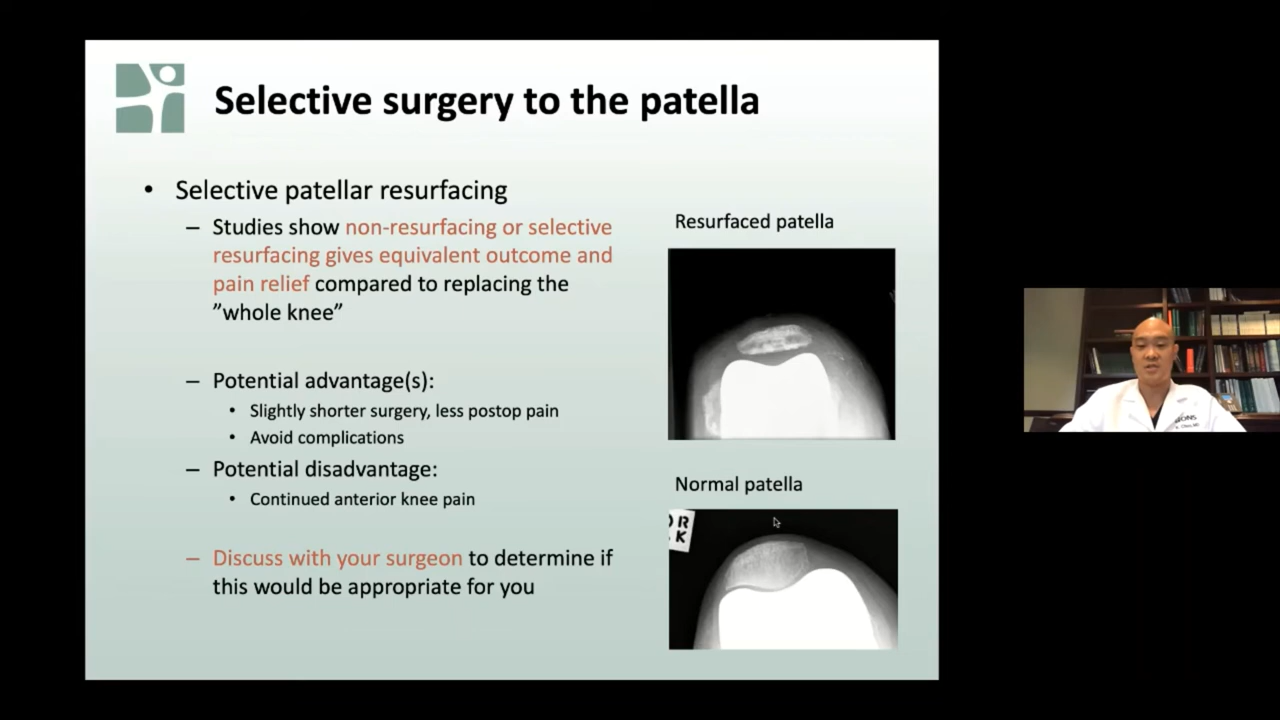 Selective surgery to the patella
• Selective patellar resurfacing
– Studies show non-resurfacing or selective
resurfacing gives equivalent outcome and
pain relief compared to replacing the
”whole knee”
– Potential advantage(s):
• Slightly shorter surgery, less postop pain
• Avoid complications
– Potential disadvantage:
• Continued anterior knee pain
– Discuss with your surgeon to determine if
this would be appropriate for you
Resurfaced patella
Normal patella
R
K